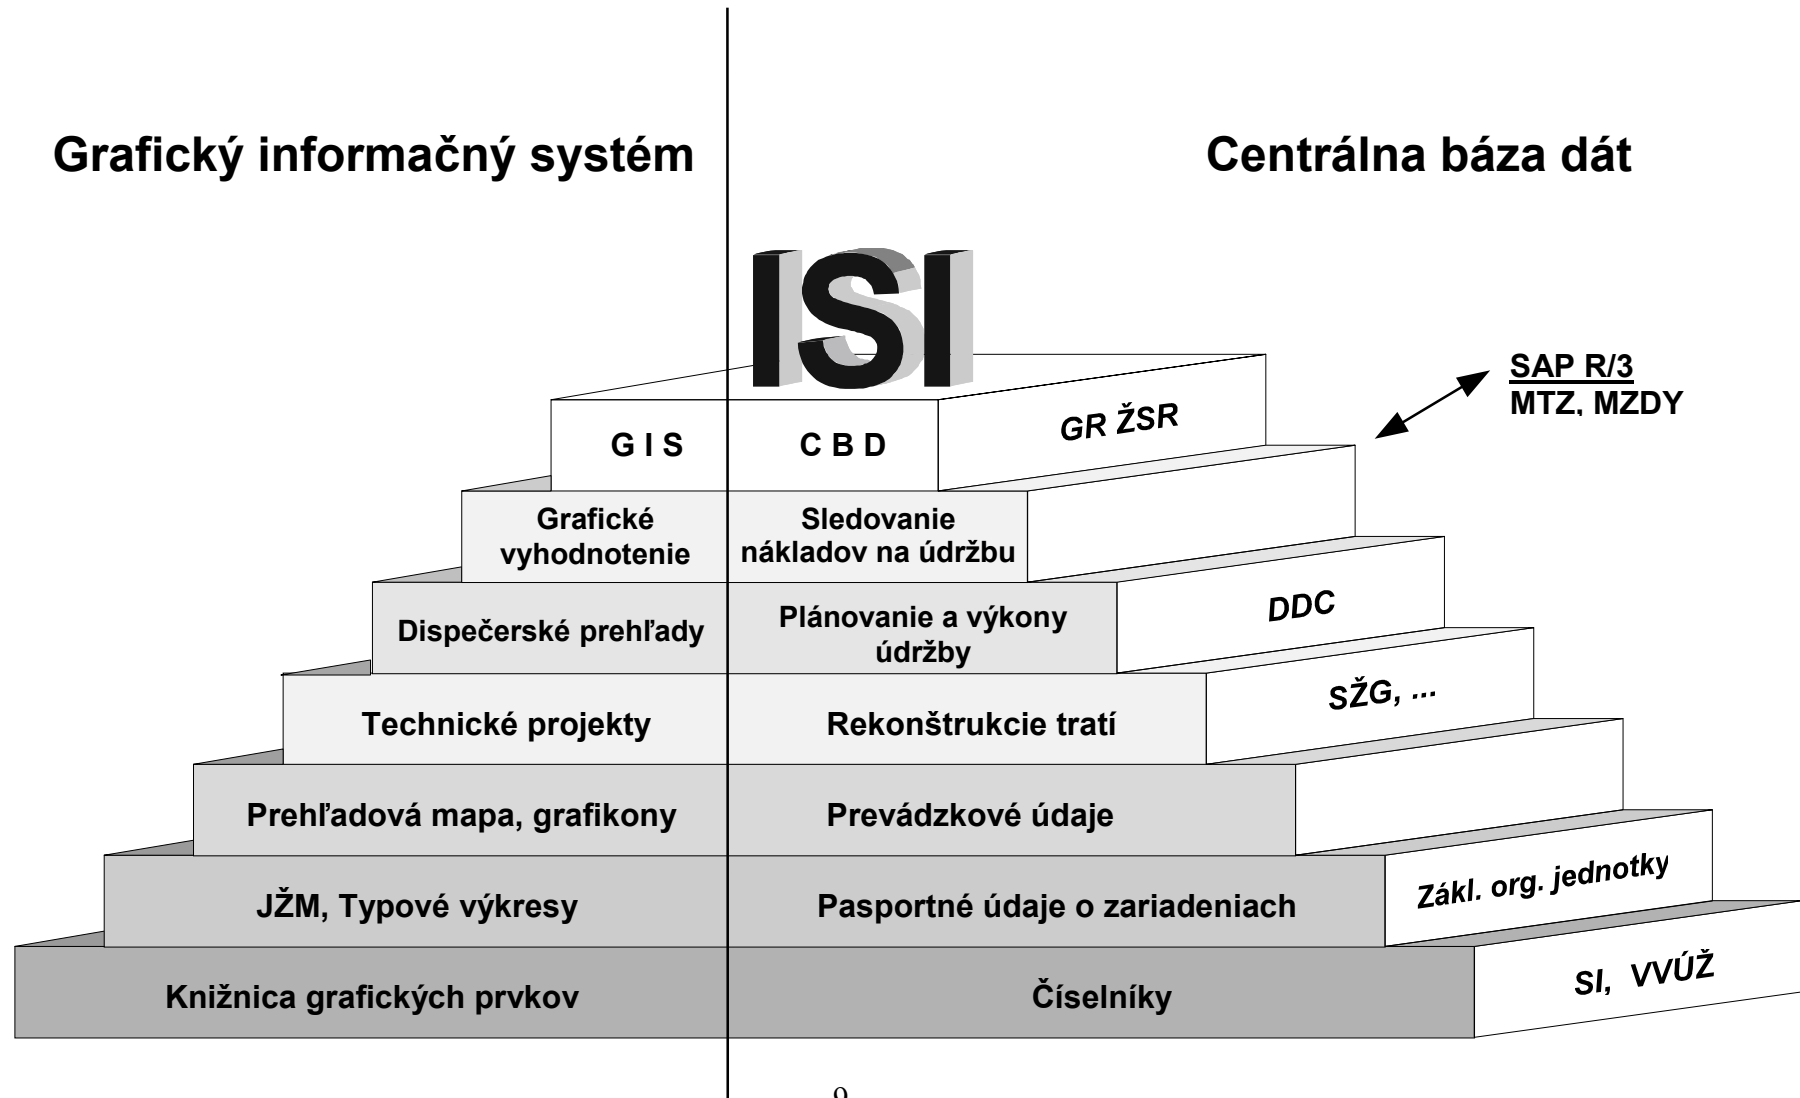 Grafický informačný systém
Centrálna báza dát
ISI
SAP R/3
MTZ, MZDY
G I S
C B D
GR ŽSR
Grafické
vyhodnotenie
Sledovanie
nákladov na údržbu
Dispečerské prehľady
Plánovanie a výkony
údržby
DDC
Technické projekty
Rekonštrukcie tratí
SŽG, ...
Prehľadová mapa, grafikony
Prevádzkové údaje
JŽM, Typové výkresy
Pasportné údaje o zariadeniach
Zákl. org. jednotky
Knižnica grafických prvkov
Číselníky
SI, VVÚŽ